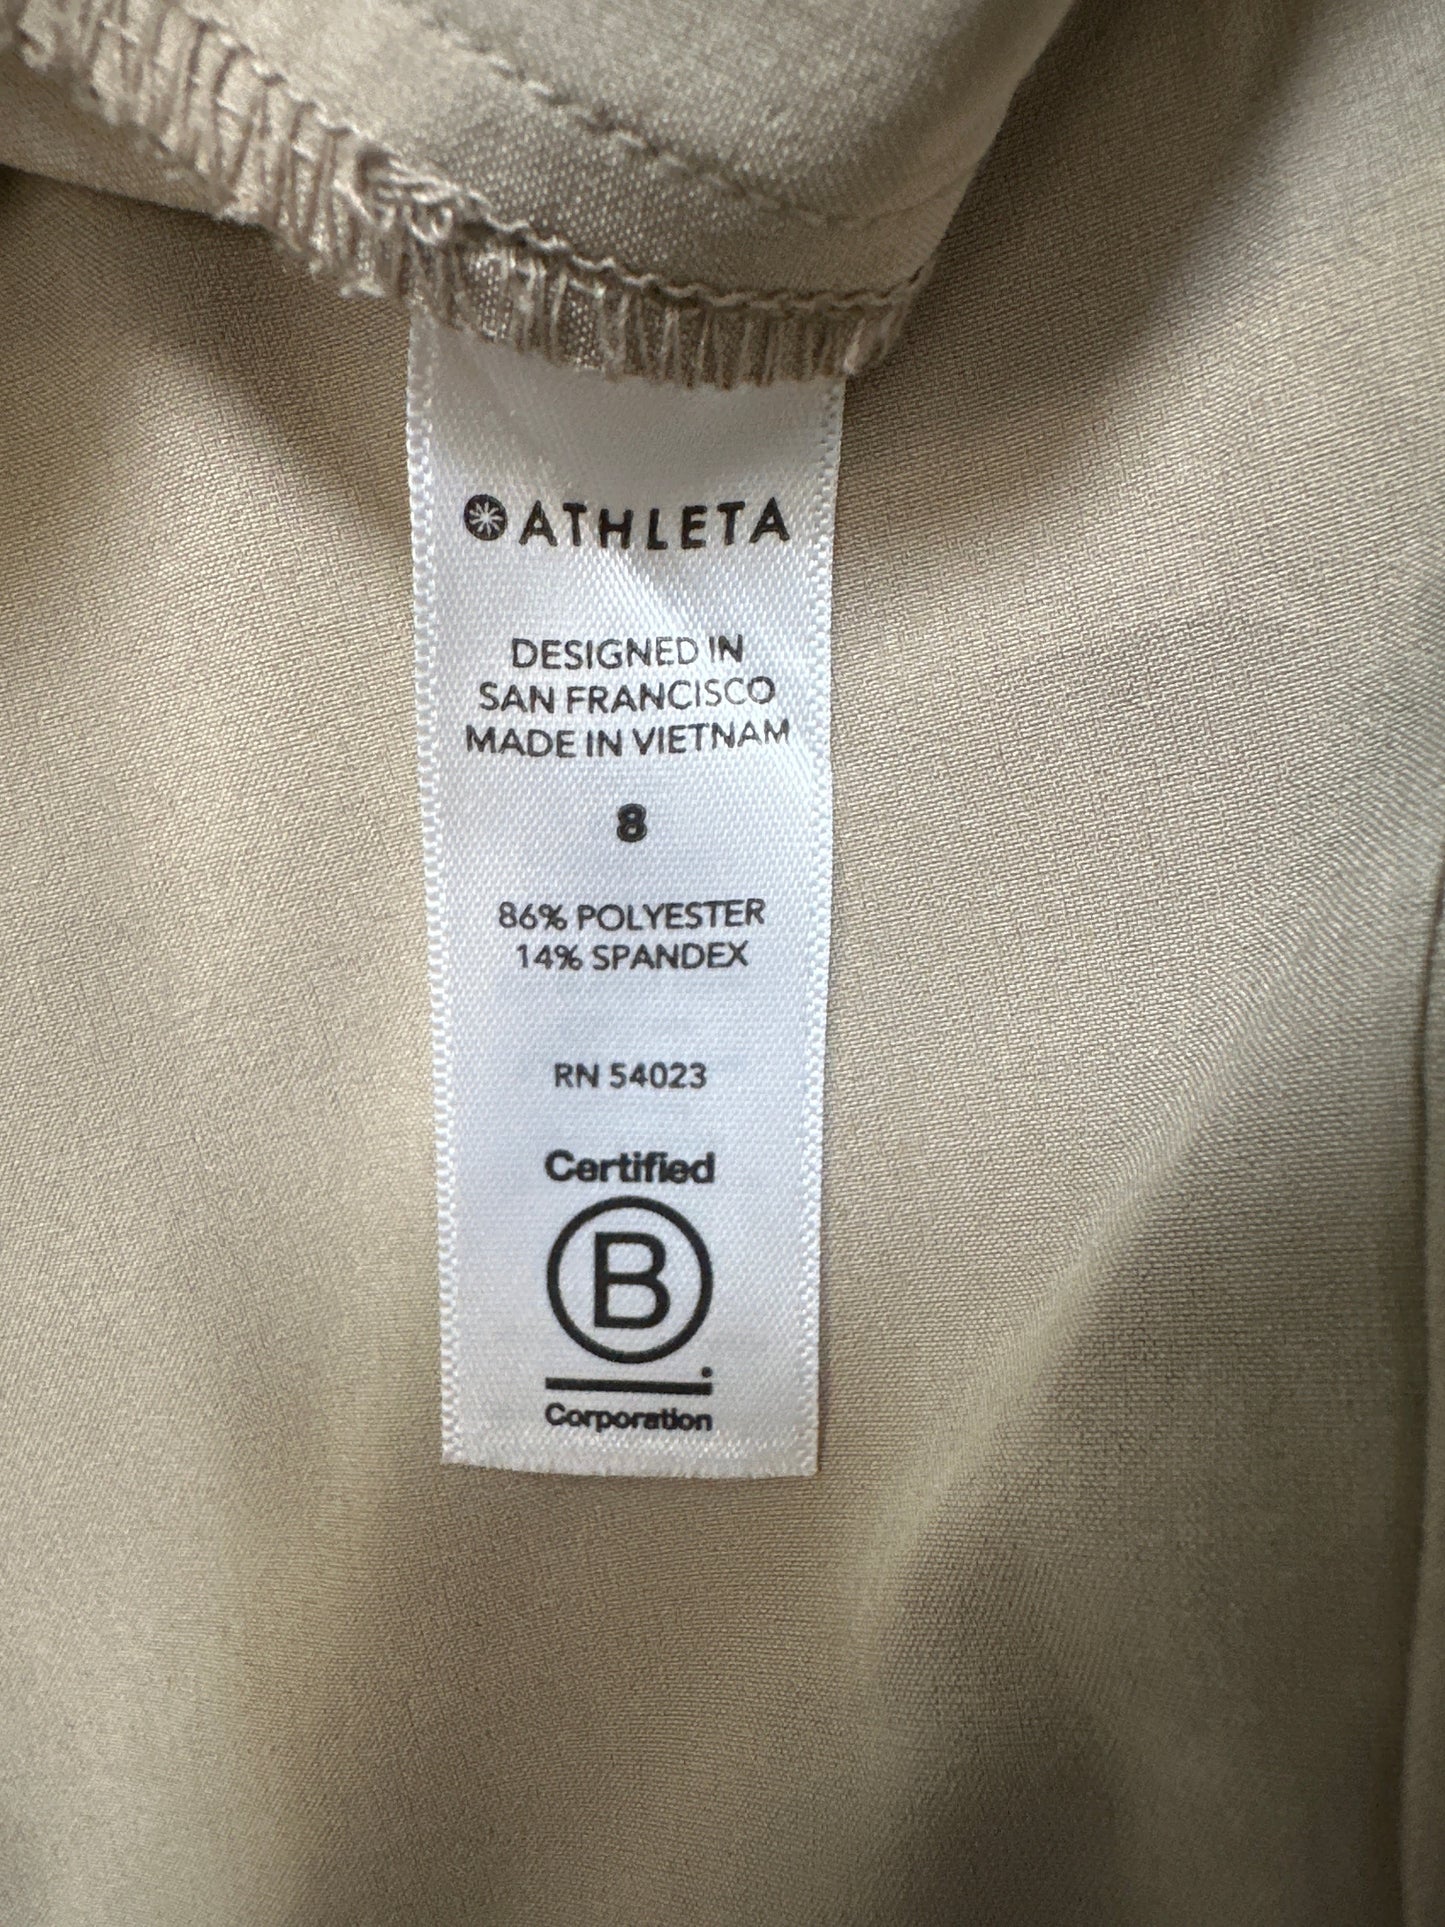 ATHLETA
DESIGNED IN
SAN FRANCISCO
MADE IN VIETNAM
8
86% POLYESTER
14% SPANDEX
RN 54023
Certified
B
Corporation